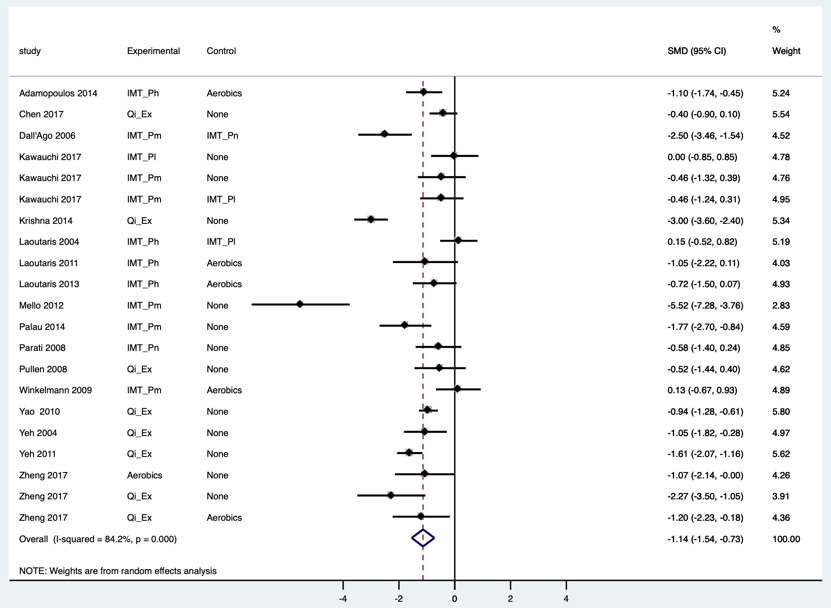 %
study Experimental Control SMD (95% CI) Weight
Adamopoulos 2014 IMT_Ph Aerobics -1.10 (-1.74, -0.45) 5.24
Chen 2017 Qi_Ex None -0.40 (-0.90, 0.10) 5.54
Dall'Ago 2006 IMT_Pm IMT_Pn -2.50 (-3.46, -1.54) 4.52
Kawauchi 2017 IMT_Pl None 0.00 (-0.85, 0.85) 4.78
Kawauchi 2017 IMT_Pm None -0.46 (-1.32, 0.39) 4.76
Kawauchi 2017 IMT_Pm IMT_Pl -0.46 (-1.24, 0.31) 4.95
Krishna 2014 Qi_Ex None -3.00 (-3.60, -2.40) 5.34
Laoutaris 2004 IMT_Ph IMT_Pl 0.15 (-0.52, 0.82) 5.19
Laoutaris 2011 IMT_Ph Aerobics -1.05 (-2.22, 0.11) 4.03
Laoutaris 2013 IMT_Ph Aerobics -0.72 (-1.50, 0.07) 4.93
Mello 2012 IMT_Pm None -5.52 (-7.28, -3.76) 2.83
Palau 2014 IMT_Pm None -1.77 (-2.70, -0.84) 4.59
Parati 2008 IMT_Pn None -0.58 (-1.40, 0.24) 4.85
Pullen 2008 Qi_Ex None -0.52 (-1.44, 0.40) 4.62
Winkelmann 2009 IMT_Pm Aerobics 0.13 (-0.67, 0.93) 4.89
Yao 2010 Qi_Ex None -0.94 (-1.28, -0.61) 5.80
Yeh 2004 Qi_Ex None -1.05 (-1.82, -0.28) 4.97
Yeh 2011 Qi_Ex None -1.61 (-2.07, -1.16) 5.62
Zheng 2017 Aerobics None -1.07 (-2.14, -0.00) 4.26
Zheng 2017 Qi_Ex None -2.27 (-3.50, -1.05) 3.91
Zheng 2017 Qi_Ex Aerobics -1.20 (-2.23, -0.18) 4.36
Overall (I-squared = 84.2%, p = 0.000) -1.14 (-1.54, -0.73) 100.00
NOTE: Weights are from random effects analysis
-4 -2 0 2 4